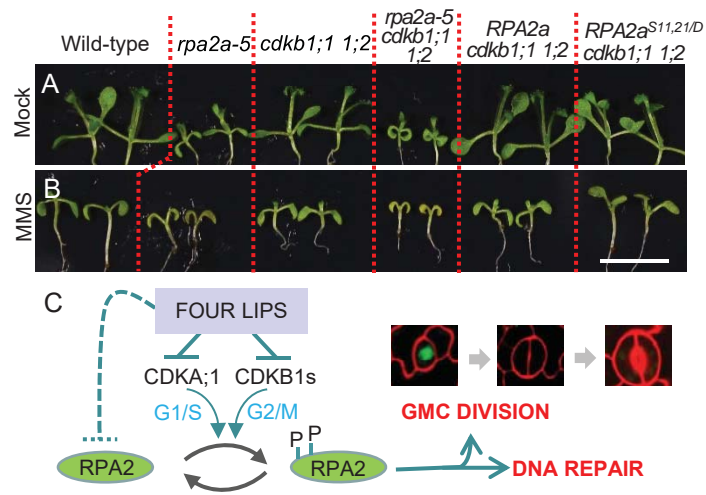 Wild-type
rpa2a-5
cdkb1;1 1;2
rpa2a-5
cdkb1;1
1;2
RPA2a
cdkb1;1 1;2
RPA2a^S11,21/D
cdkb1;1 1;2
A
Mock
B
MMS
C
FOUR LIPS
CDKA;1 CDKB1s
G1/S G2/M
P P
RPA2
RPA2
GMC DIVISION
DNA REPAIR